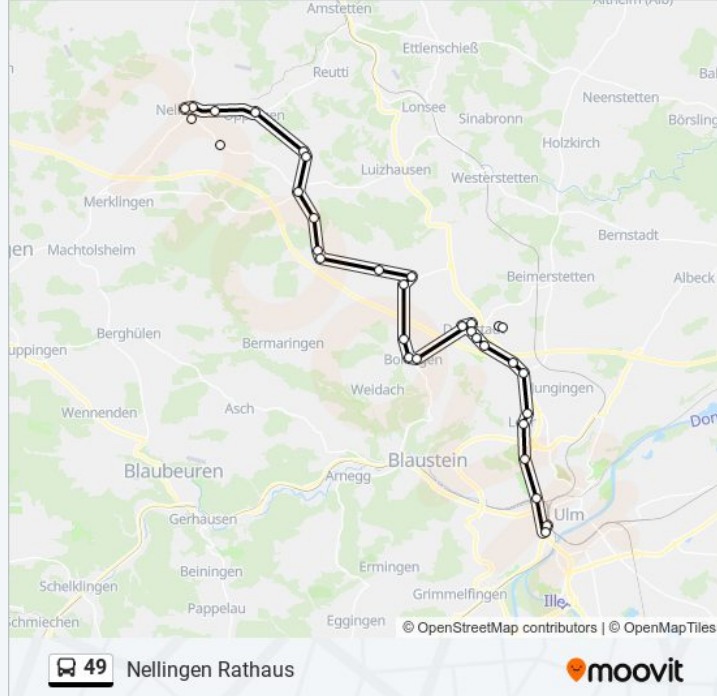 Amstetten
Ettlenschieß
Reutti
Lonsee
Neenstetten
Sinabronn
Holzkirch
Luizhausen
Westerstetten
Merklingen
Bernstadt
Machtolsheim
Beimerstetten
Albeck
Berghülen
Bermaringen
Weidach
Wennenden
Asch
Blaustein
Blaubeuren
Arnegg
Gerhausen
Ulm
Beiningen
Ermingen
Schelklingen
Grimmelfingen
Pappelau
Iller
Eggingen
© OpenStreetMap contributors | © OpenMapTiles
49 Nellingen Rathaus
moovit